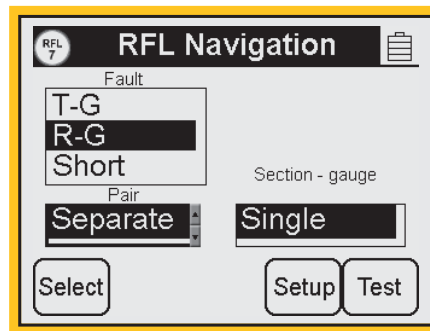 RFL
7
RFL Navigation
Fault
T-G
R-G
Short
Pair
Separate
Section - gauge
Single
Select
Setup
Test